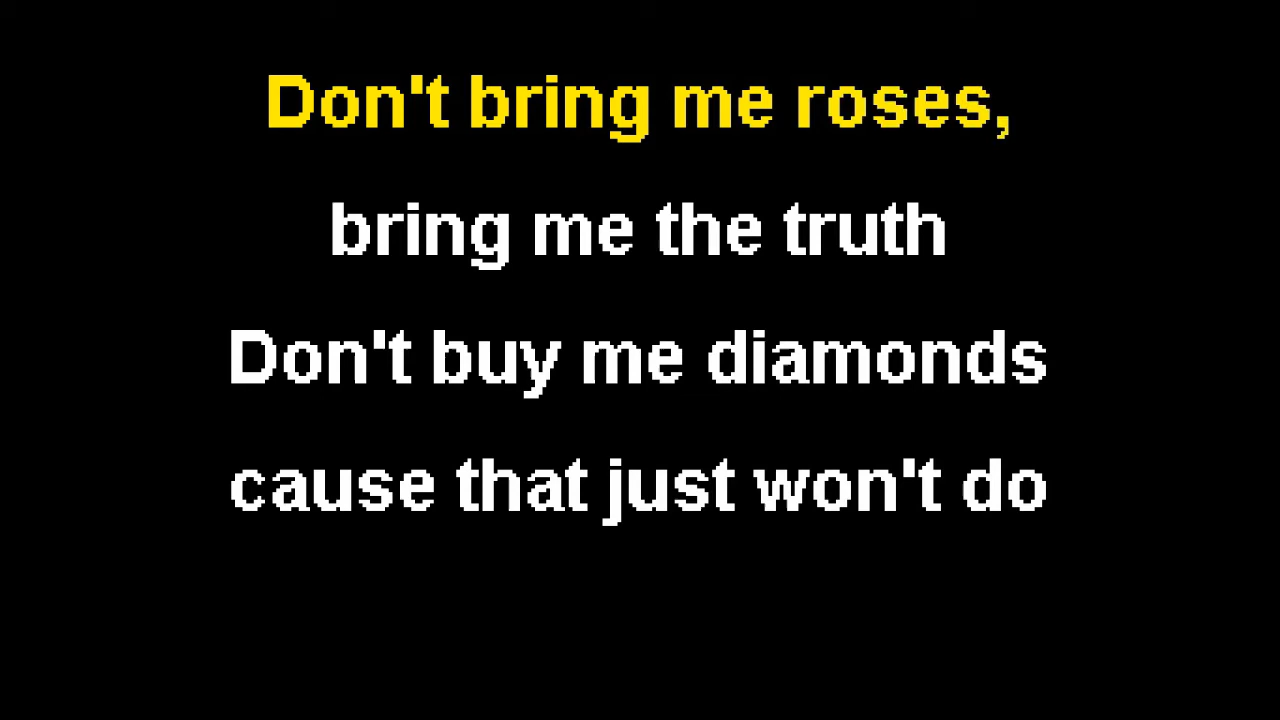 Don't bring me roses,
bring me the truth
Don't buy me diamonds
cause that just won't do